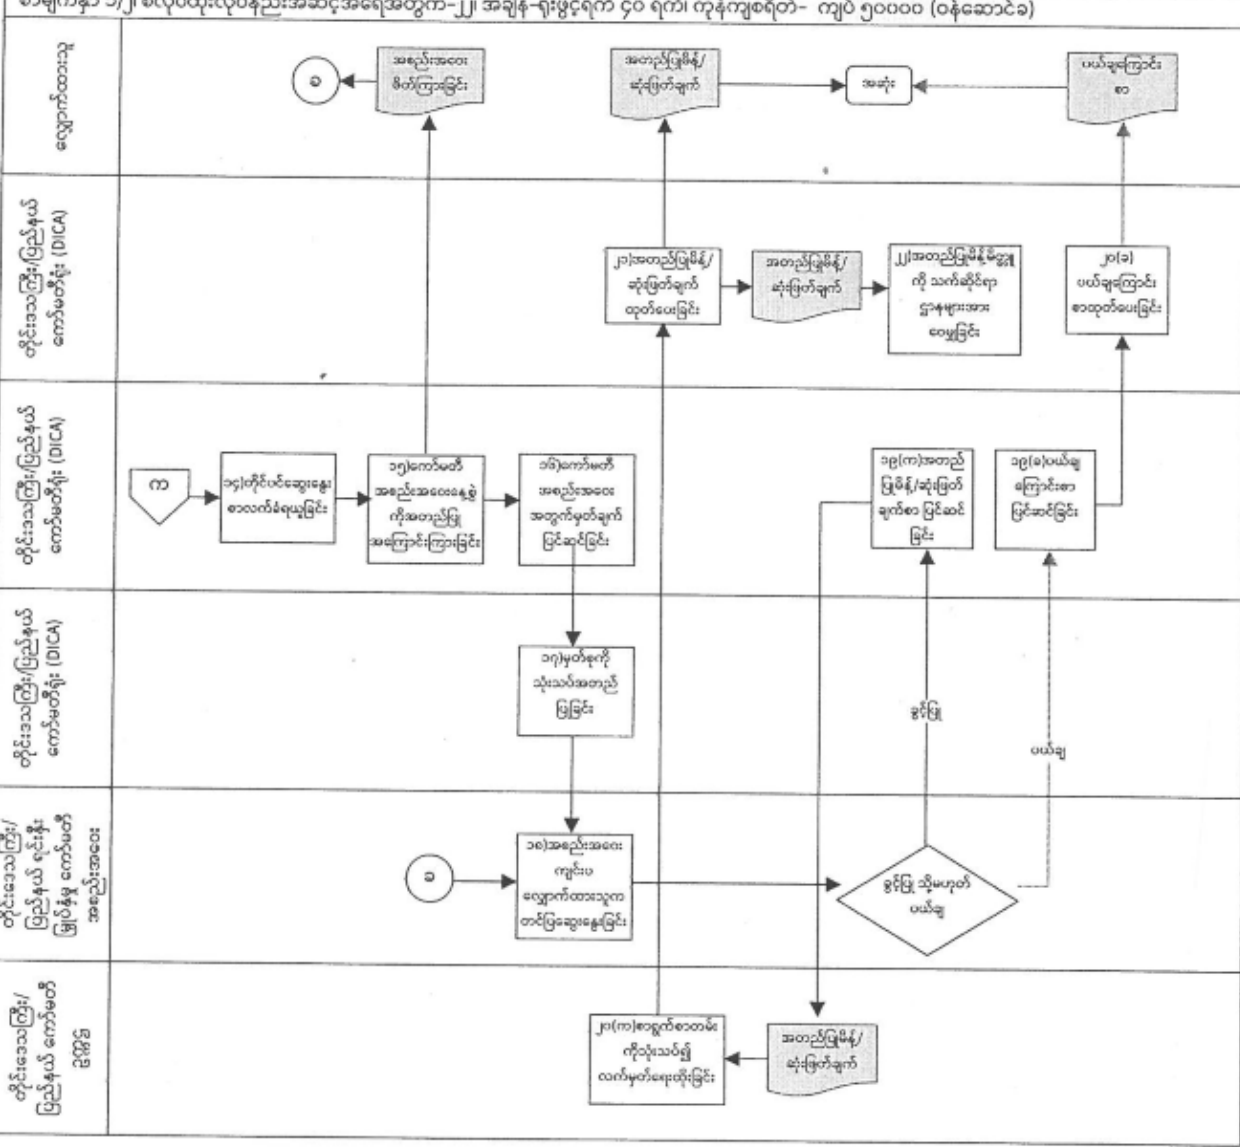 စာမျက်နှာ ၁/၂၊ စီလုပ်ထုံးလုပ်နည်းအဆင့်အရေအတွက်–၂၂၊ အချိန်–ရုံးဖွင့်ရက် ၄၀ ရက်၊ ကုန်ကျစရိတ်– ကျပ် ၅၀၀၀၀ (ဝန်ဆောင်ခ)
လျှောက်ထားသူ
ခ
အစည်းအဝေး
ဖိတ်ကြားခြင်း
အတည်ပြုမိန့်/
ဆုံးဖြတ်ချက်
အဆုံး
ပယ်ချကြောင်း
စာ
တိုင်းဒသကြီး/ပြည်နယ်
ကော်မတီရုံး (DICA)
၂၁)အတည်ပြုမိန့်/
ဆုံးဖြတ်ချက်
ထုတ်ပေးခြင်း
အတည်ပြုမိန့်/
ဆုံးဖြတ်ချက်
၂၂)အတည်ပြုမိန့်မိတ္တူ
ကို သက်ဆိုင်ရာ
ဌာနများအား
ဝေမျှခြင်း
၂၀(ခ)
ပယ်ချကြောင်း
စာထုတ်ပေးခြင်း
တိုင်းဒသကြီး/ပြည်နယ်
ကော်မတီရုံး (DICA)
က
၁၄)တိုင်ပင်ဆွေးနွေး
စာလက်ခံရယူခြင်း
၁၅)ကော်မတီ
အစည်းအဝေးနေ့စွဲ
ကိုအတည်ပြု
အကြောင်းကြားခြင်း
၁၆)ကော်မတီ
အစည်းအဝေး
အတွက်မှတ်ချက်
ပြင်ဆင်ခြင်း
၁၉(က)အတည်
ပြုမိန့်/ဆုံးဖြတ်
ချက်စာ ပြင်ဆင်
ခြင်း
၁၉(ခ)ပယ်ချ
ကြောင်းစာ
ပြင်ဆင်ခြင်း
တိုင်းဒသကြီး/ပြည်နယ်
ကော်မတီရုံး (DICA)
၁၇)မှတ်စုကို
သုံးသပ်အတည်
ပြုခြင်း
ခွင့်ပြု
ပယ်ချ
တိုင်းဒေသကြီး/
ပြည်နယ် ရင်းနှီး
မြှုပ်နှံမှု ကော်မတီ
အစည်းအဝေး
ခ
၁၈)အစည်းအဝေး
ကျင်းပ
လျှောက်ထားသူက
တင်ပြဆွေးနွေးခြင်း
ခွင့်ပြု သို့မဟုတ်
ပယ်ချ
တိုင်းဒေသကြီး/
ပြည်နယ် ကော်မတီ
ဥက္ကဋ္ဌ
၂၀(က)စာရွက်စာတမ်း
ကိုသုံးသပ်၍
လက်မှတ်ရေးထိုးခြင်း
အတည်ပြုမိန့်/
ဆုံးဖြတ်ချက်